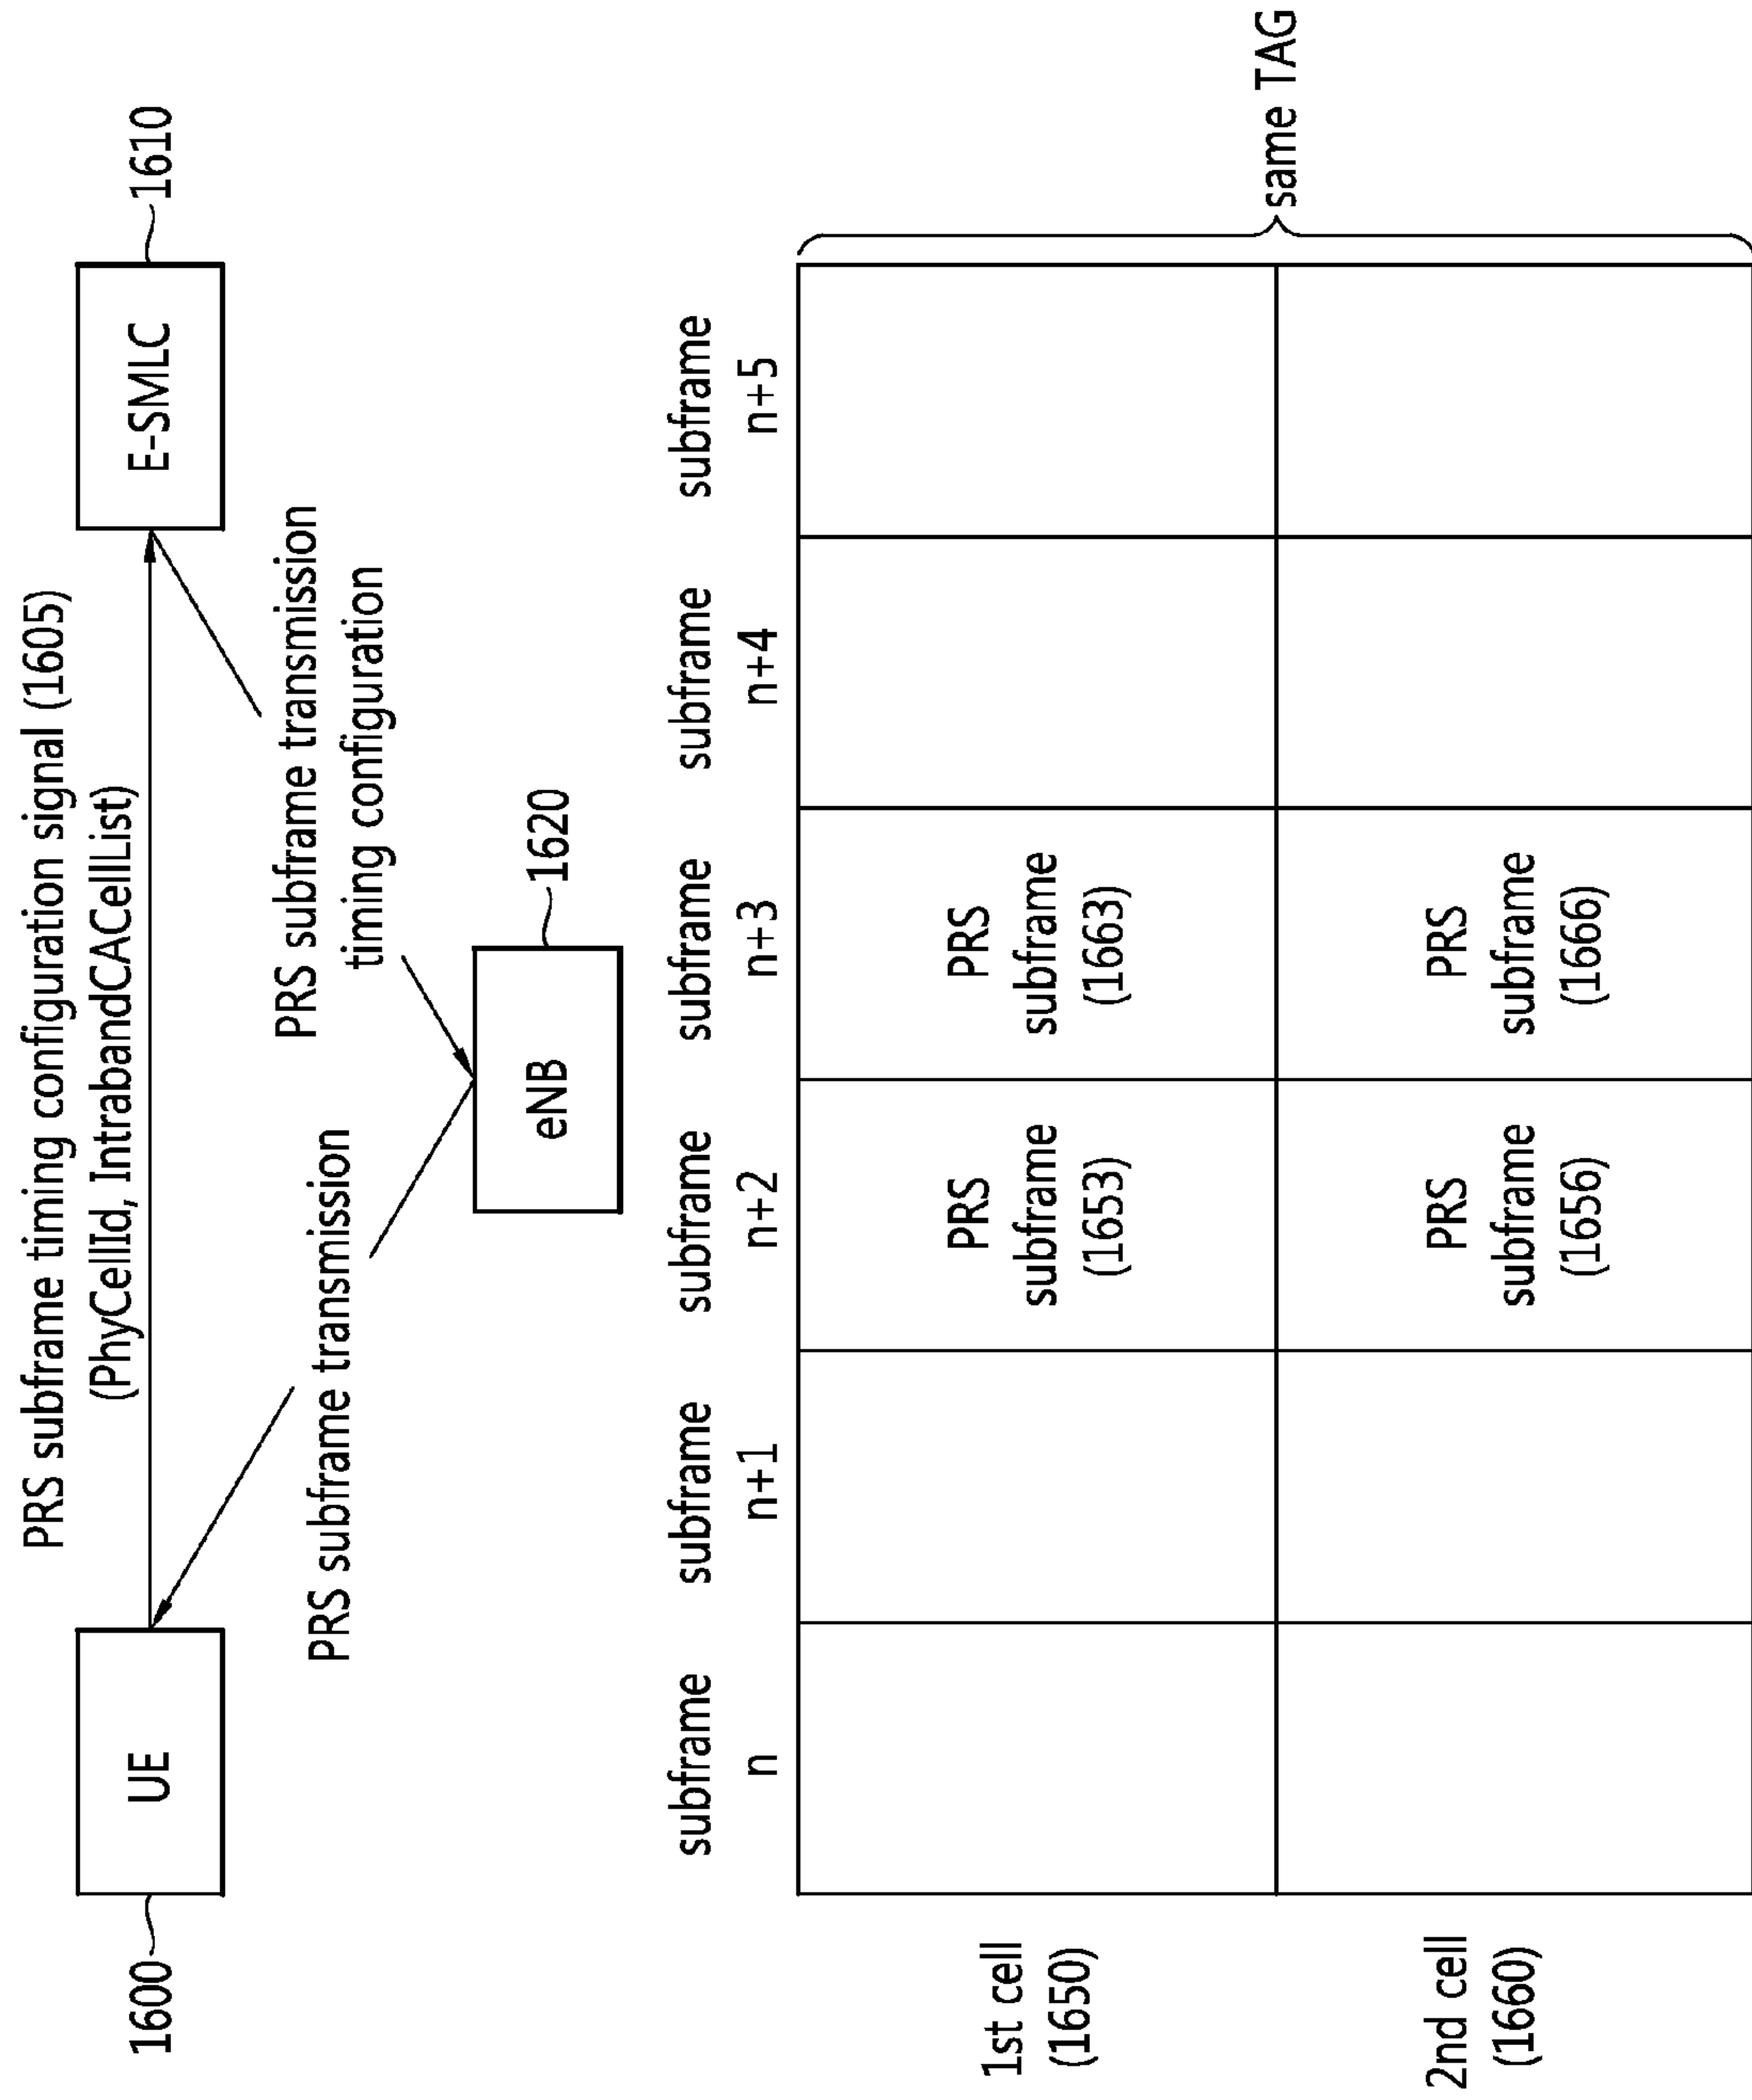 PRS subframe timing configuration signal (1605)
(PhyCellId, IntrabandCACellList)
1600
UE
E-SMLC
1610
PRS subframe transmission
PRS subframe transmission
timing configuration
eNB
1620
subframe
n
subframe
n+1
subframe
n+2
subframe
n+3
subframe
n+4
subframe
n+5
1st cell
(1650)
PRS
subframe
(1653)
PRS
subframe
(1663)
2nd cell
(1660)
PRS
subframe
(1656)
PRS
subframe
(1666)
same TAG